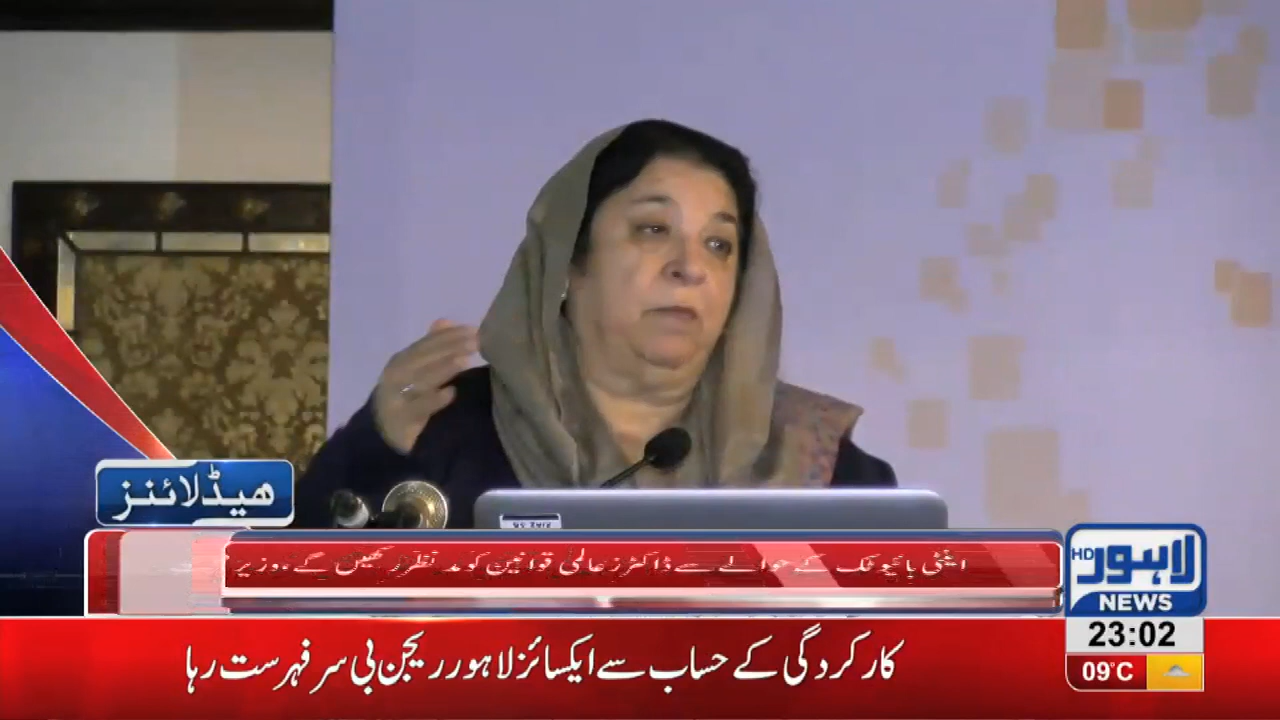 ھیڈلائنز
اینٹی بائیوٹک کے حوالے سے ڈاکٹرز عالمی قوانین کو مدنظر رکھیں گے، وزیر
HD
لاہور
NEWS
23:02
کارکردگی کے حساب سے ایکسائز لاہور ریجن بی سرفہرست رہا
09°C